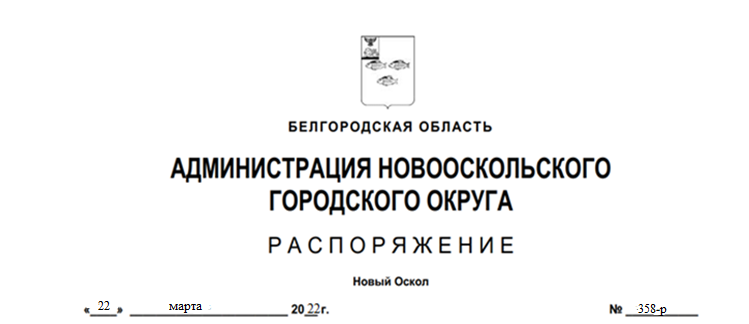 БЕЛГОРОДСКАЯ ОБЛАСТЬ
АДМИНИСТРАЦИЯ НОВООСКОЛЬСКОГО
ГОРОДСКОГО ОКРУГА
РАСПОРЯЖЕНИЕ
Новый Оскол
« 22 » марта 2022г. № 358-р